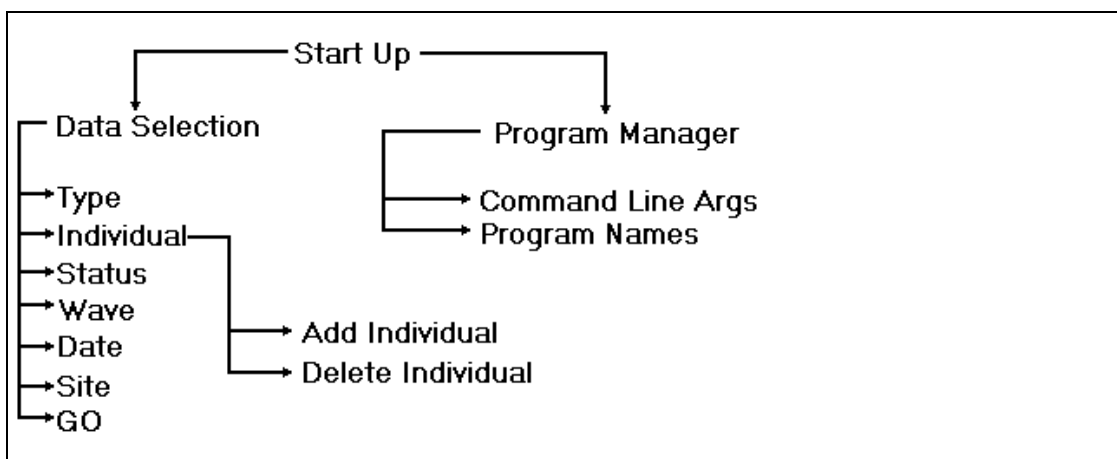 Start Up
Data Selection
Program Manager
Type
Individual
Status
Wave
Date
Site
GO
Command Line Args
Program Names
Add Individual
Delete Individual